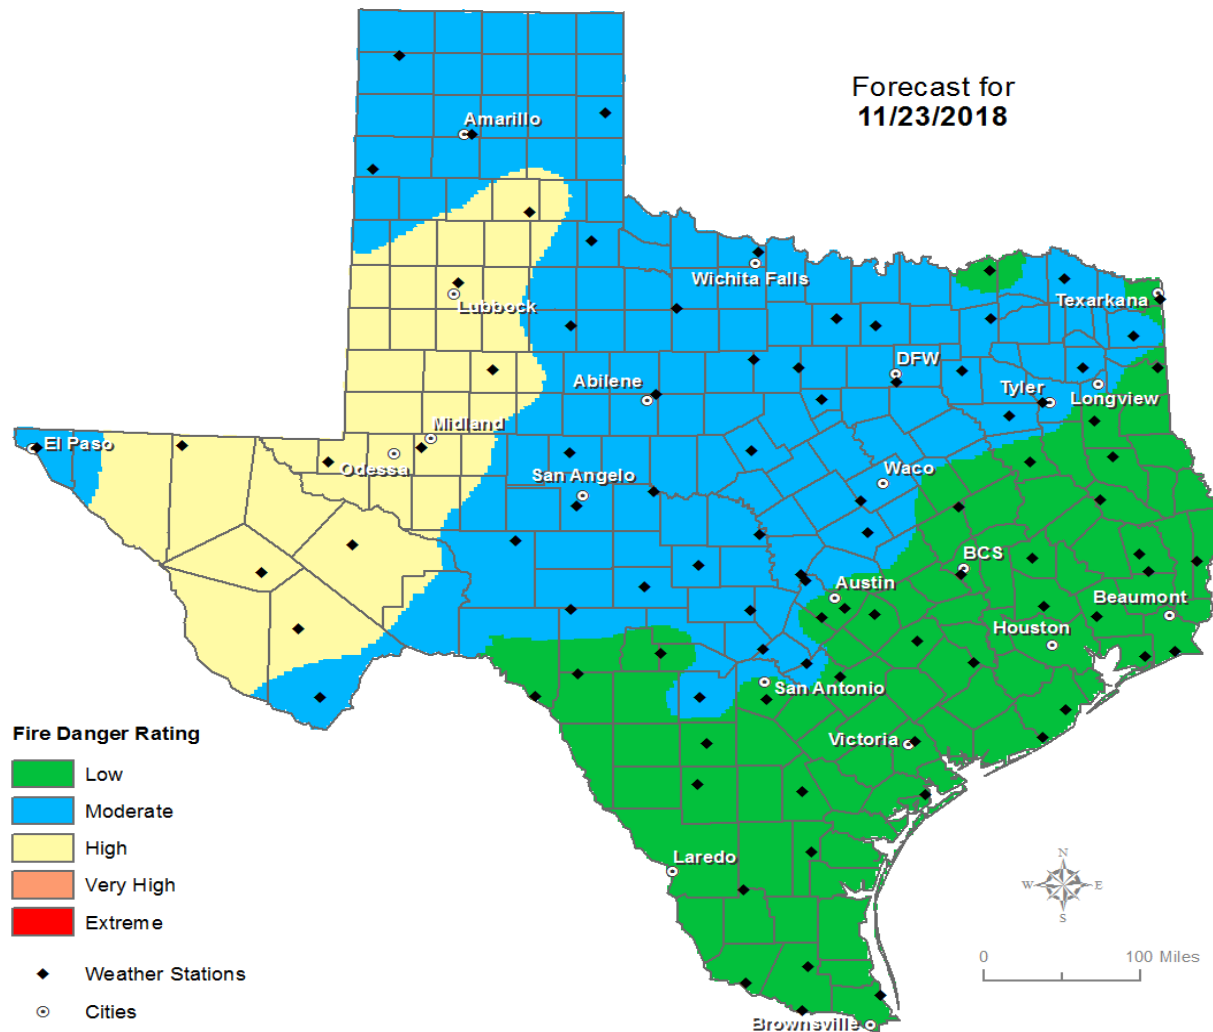 Forecast for
11/23/2018
Amarillo
Wichita Falls
Lubbock
Texarkana
DFW
Abilene
Tyler
Longview
Midland
El Paso
Odessa
San Angelo
Waco
BCS
Austin
Beaumont
Houston
San Antonio
Victoria
Laredo
Brownsville
Fire Danger Rating
Low
Moderate
High
Very High
Extreme
Weather Stations
Cities
N
W E
S
0 100 Miles